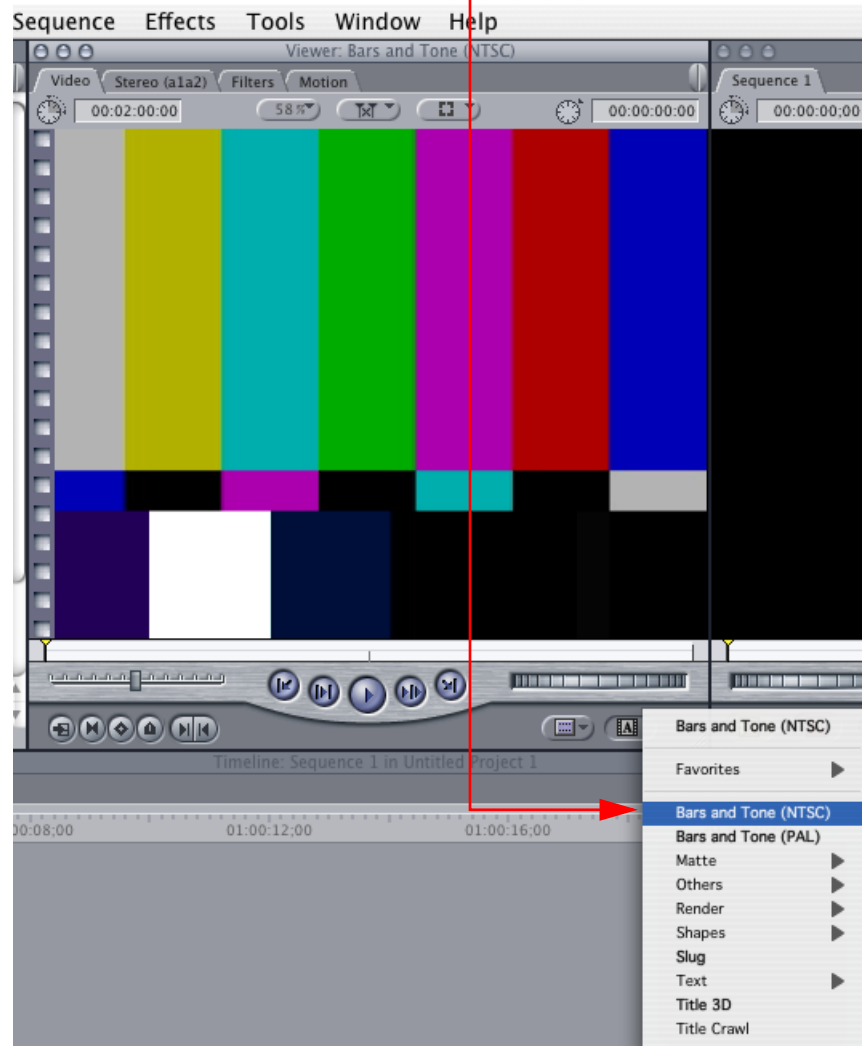 Sequence Effects Tools Window Help
Viewer: Bars and Tone (NTSC)
Video Stereo (a1a2) Filters Motion
Sequence 1
00:02:00:00 58% 00:00:00:00
00:00:00;00
Bars and Tone (NTSC)
Timeline: Sequence 1 in Untitled Project 1
Favorites
00:08;00 01:00:12;00 01:00:16;00
Bars and Tone (NTSC)
Bars and Tone (PAL)
Matte
Others
Render
Shapes
Slug
Text
Title 3D
Title Crawl